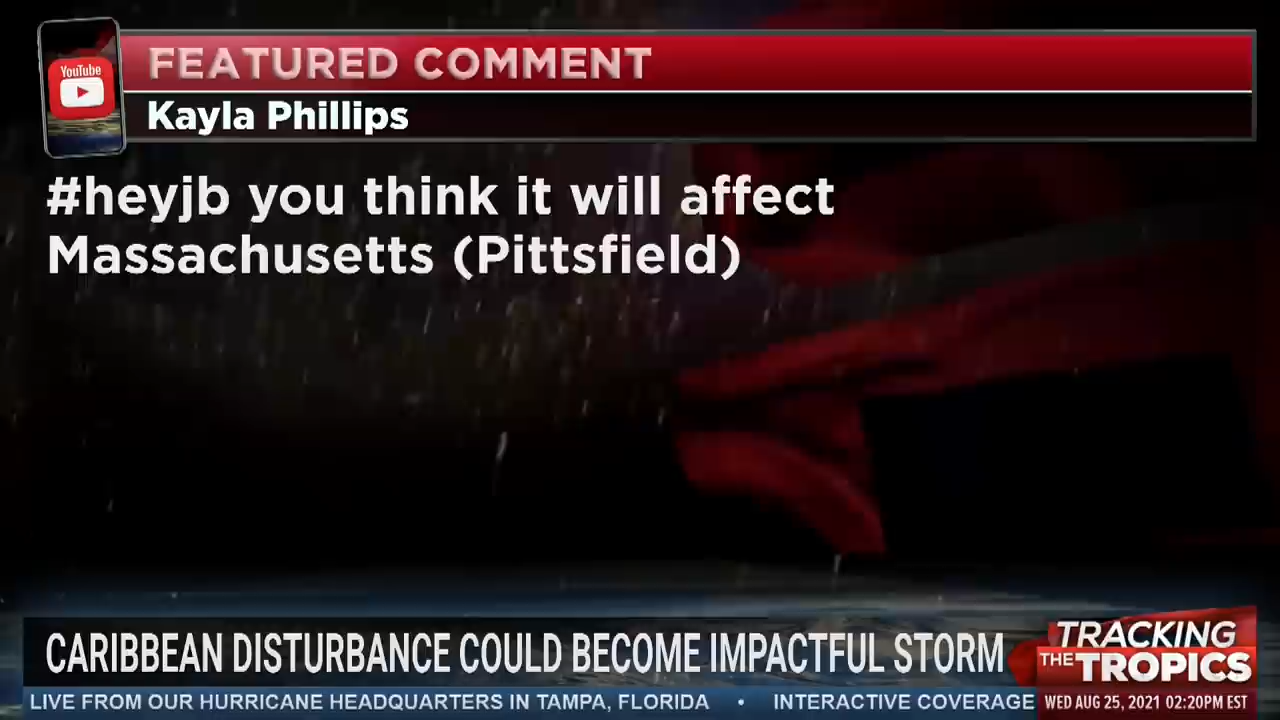 YouTube
FEATURED COMMENT
Kayla Phillips
#heyjb you think it will affect
Massachusetts (Pittsfield)
CARIBBEAN DISTURBANCE COULD BECOME IMPACTFUL STORM
TRACKING
THE TROPICS
LIVE FROM OUR HURRICANE HEADQUARTERS IN TAMPA, FLORIDA • INTERACTIVE COVERAGE
WED AUG 25, 2021 02:20PM EST